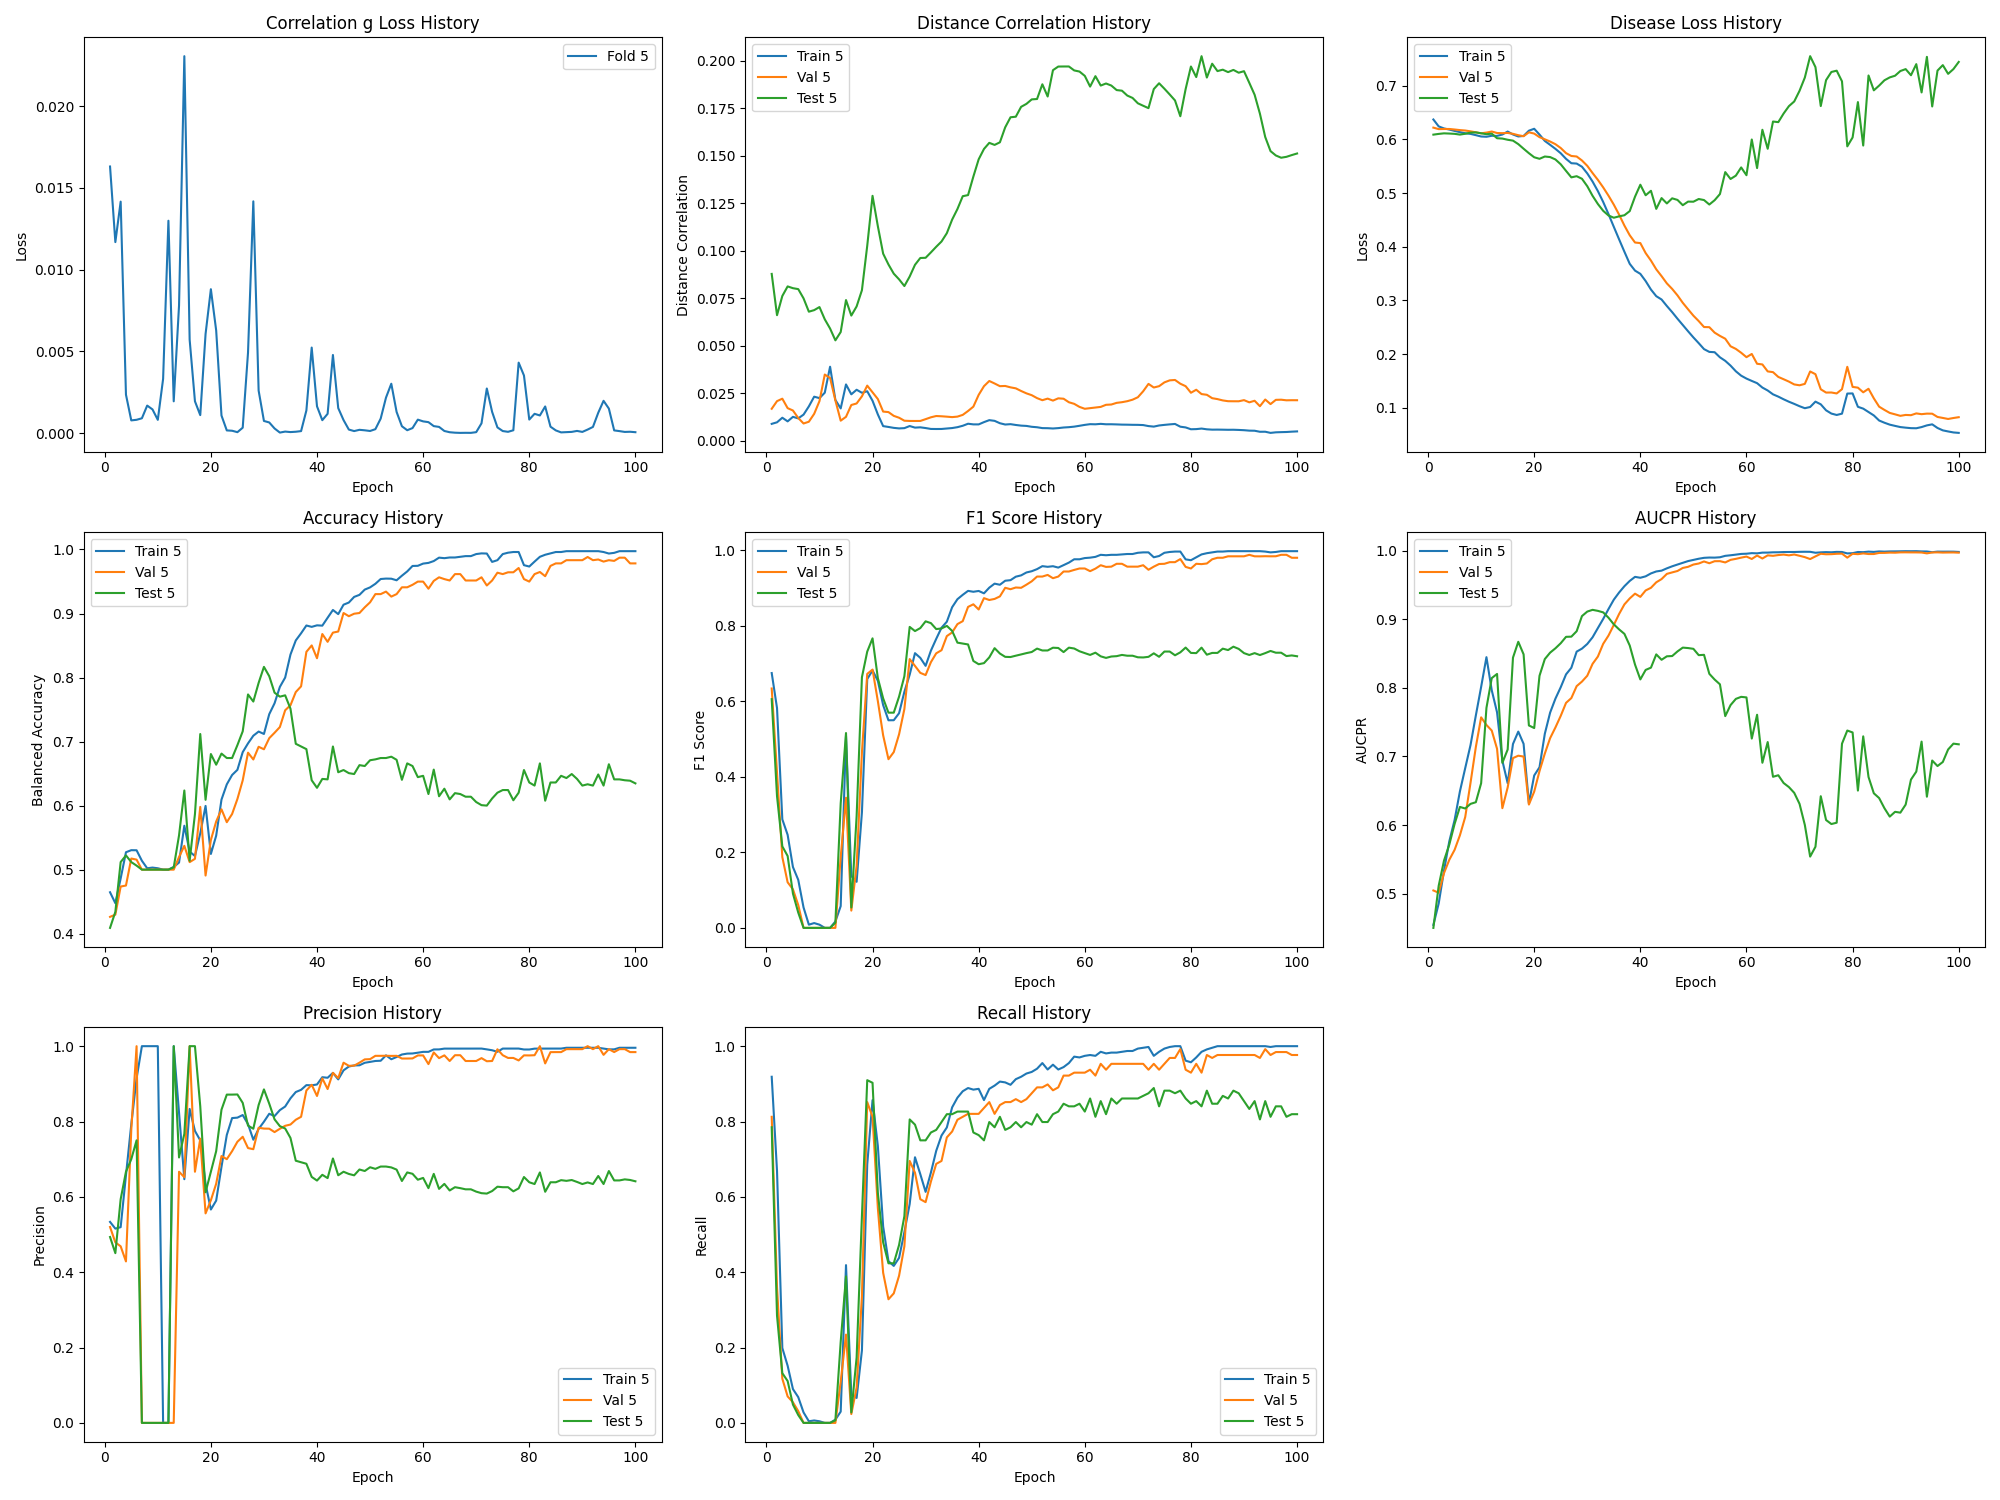 Correlation g Loss History
Fold 5
Loss
0.020
0.015
0.010
0.005
0.000
0 20 40 60 80 100
Epoch
Distance Correlation History
Train 5
Val 5
Test 5
Distance Correlation
0.200
0.175
0.150
0.125
0.100
0.075
0.050
0.025
0.000
0 20 40 60 80 100
Epoch
Disease Loss History
Train 5
Val 5
Test 5
Loss
0.7
0.6
0.5
0.4
0.3
0.2
0.1
0 20 40 60 80 100
Epoch
Accuracy History
Train 5
Val 5
Test 5
Balanced Accuracy
1.0
0.9
0.8
0.7
0.6
0.5
0.4
0 20 40 60 80 100
Epoch
F1 Score History
Train 5
Val 5
Test 5
F1 Score
1.0
0.8
0.6
0.4
0.2
0.0
0 20 40 60 80 100
Epoch
AUCPR History
Train 5
Val 5
Test 5
AUCPR
1.0
0.9
0.8
0.7
0.6
0.5
0 20 40 60 80 100
Epoch
Precision History
Precision
1.0
0.8
0.6
0.4
0.2
0.0
Train 5
Val 5
Test 5
0 20 40 60 80 100
Epoch
Recall History
Recall
1.0
0.8
0.6
0.4
0.2
0.0
Train 5
Val 5
Test 5
0 20 40 60 80 100
Epoch